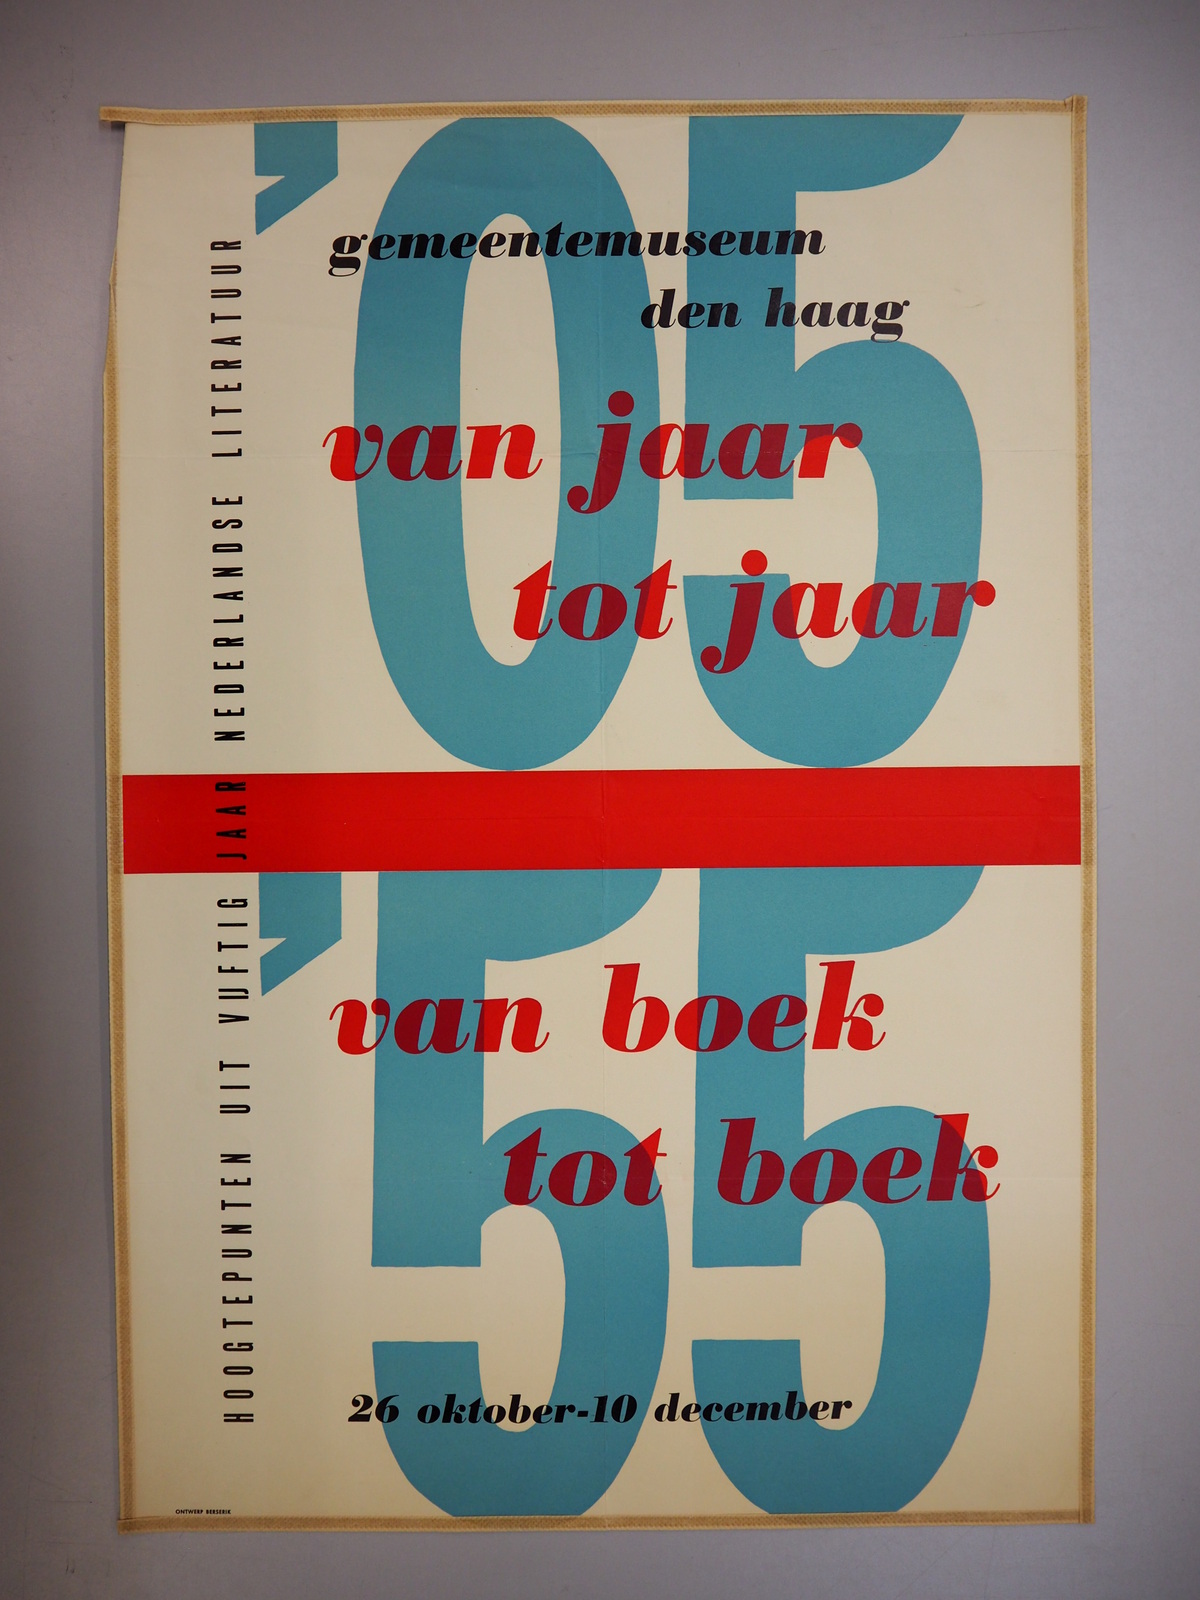 '05
gemeentemuseum
den haag
van jaar
tot jaar
'55
van boek
tot boek
26 oktober-10 december
HOOGTEPUNTEN UIT VIJFTIG JAAR NEDERLANDSE LITERATUUR
ONTWERP BERSERIK